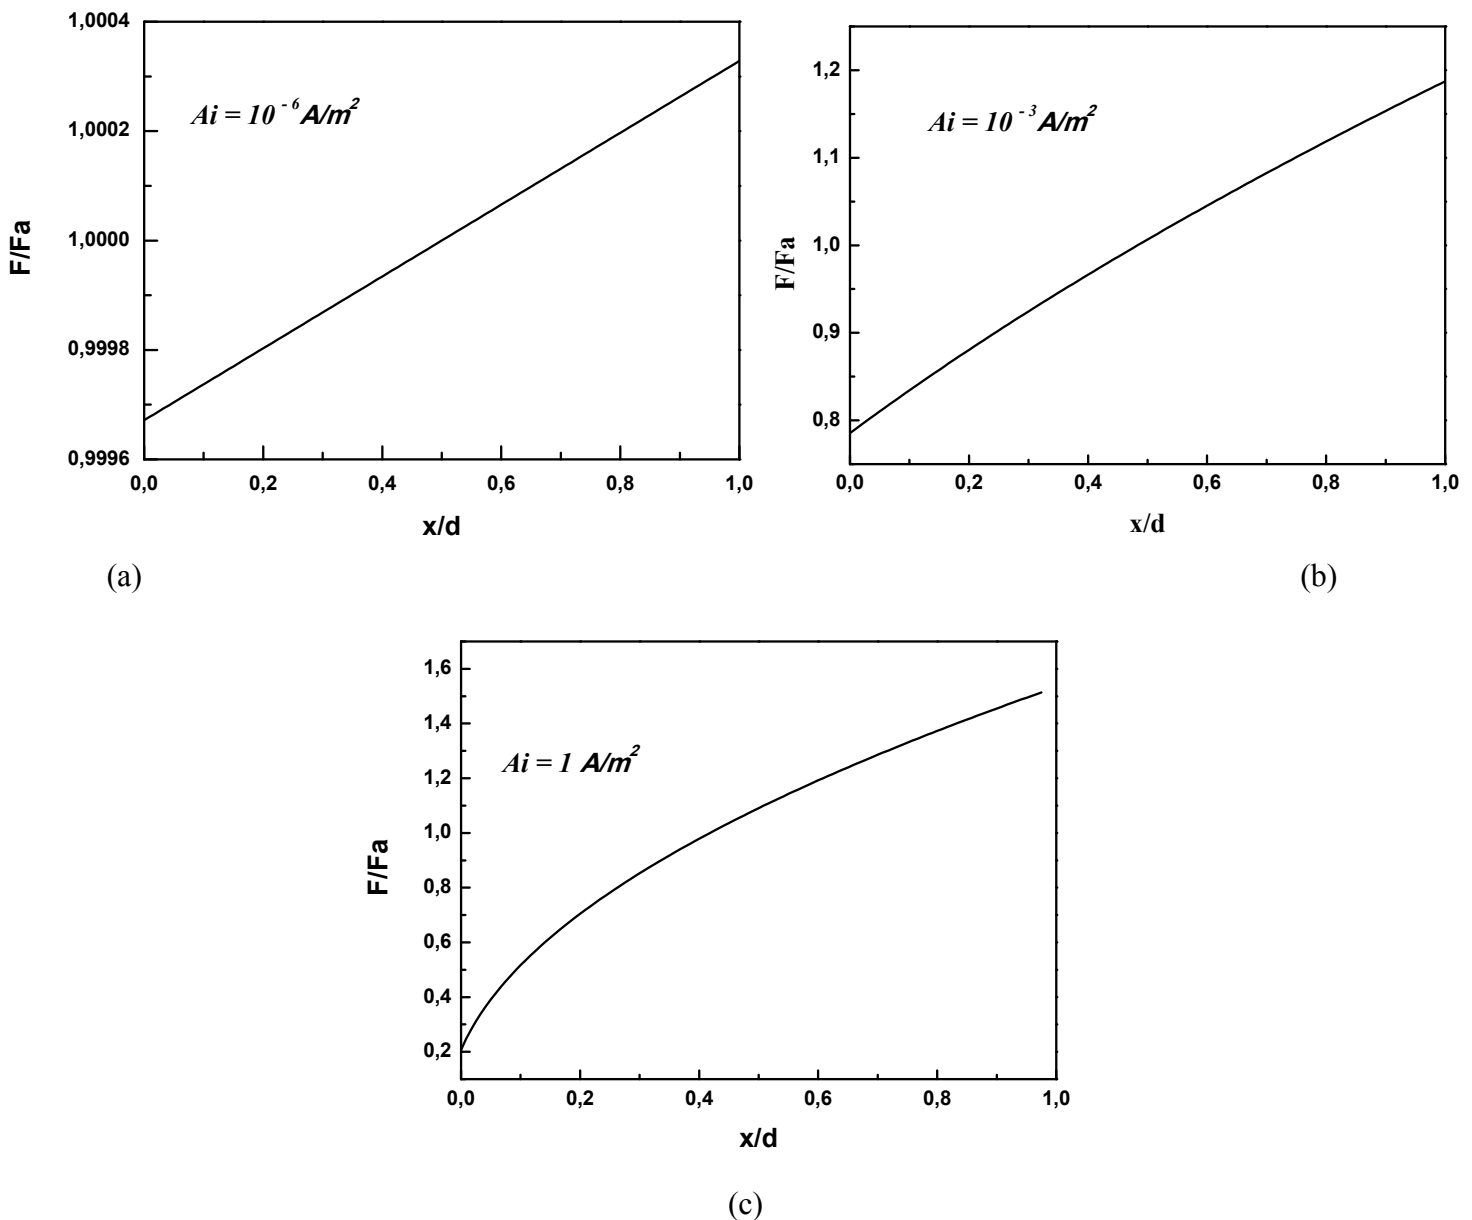 1,0004
1,0002
1,0000
0,9998
0,9996
F/Fa
Ai = 10⁻⁶ A/m²
0,0 0,2 0,4 0,6 0,8 1,0
x/d
(a)
1,2
1,1
1,0
0,9
0,8
F/Fa
Ai = 10⁻³ A/m²
0,0 0,2 0,4 0,6 0,8 1,0
x/d
(b)
1,6
1,4
1,2
1,0
0,8
0,6
0,4
0,2
F/Fa
Ai = 1 A/m²
0,0 0,2 0,4 0,6 0,8 1,0
x/d
(c)